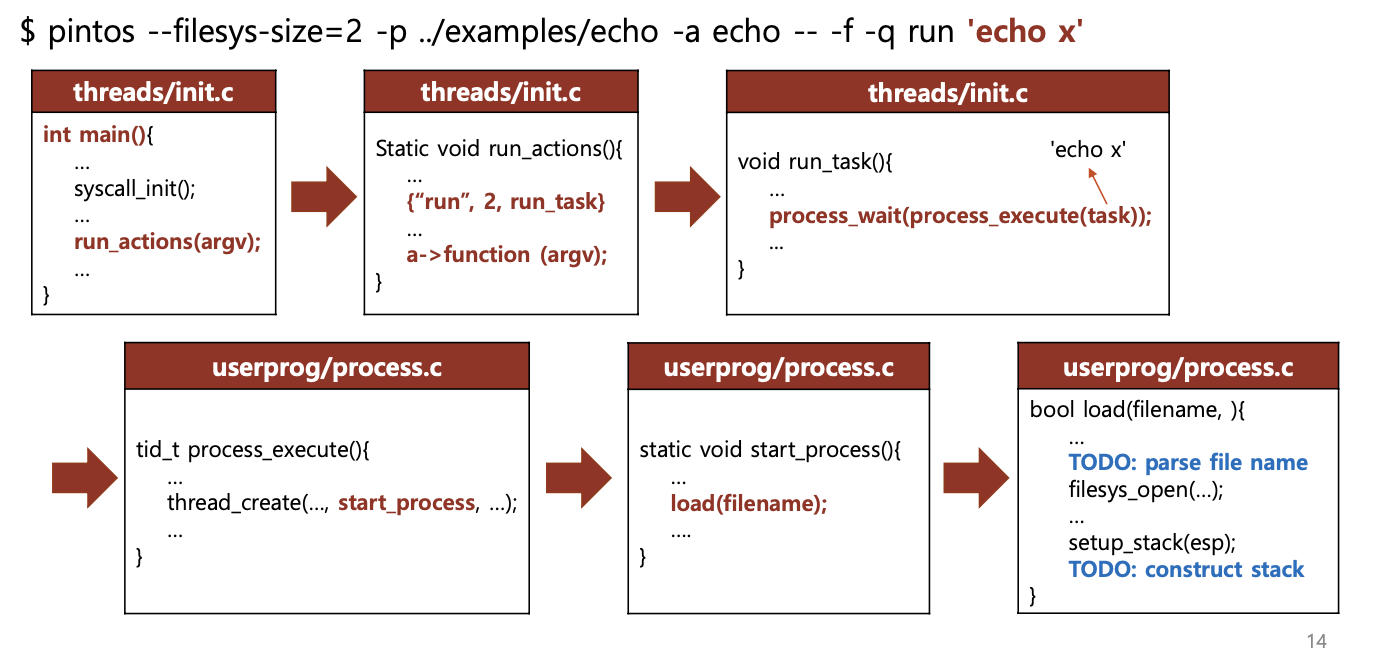 $ pintos --filesys-size=2 -p ../examples/echo -a echo -- -f -q run 'echo x'
threads/init.c
int main(){
...
syscall_init();
...
run_actions(argv);
...
}
threads/init.c
Static void run_actions(){
...
{“run”, 2, run_task}
...
a->function (argv);
}
threads/init.c
'echo x'
void run_task(){
...
process_wait(process_execute(task));
...
}
userprog/process.c
tid_t process_execute(){
...
thread_create(..., start_process, ...);
...
}
userprog/process.c
static void start_process(){
...
load(filename);
....
}
userprog/process.c
bool load(filename, ){
...
TODO: parse file name
filesys_open(...);
...
setup_stack(esp);
TODO: construct stack
}
14